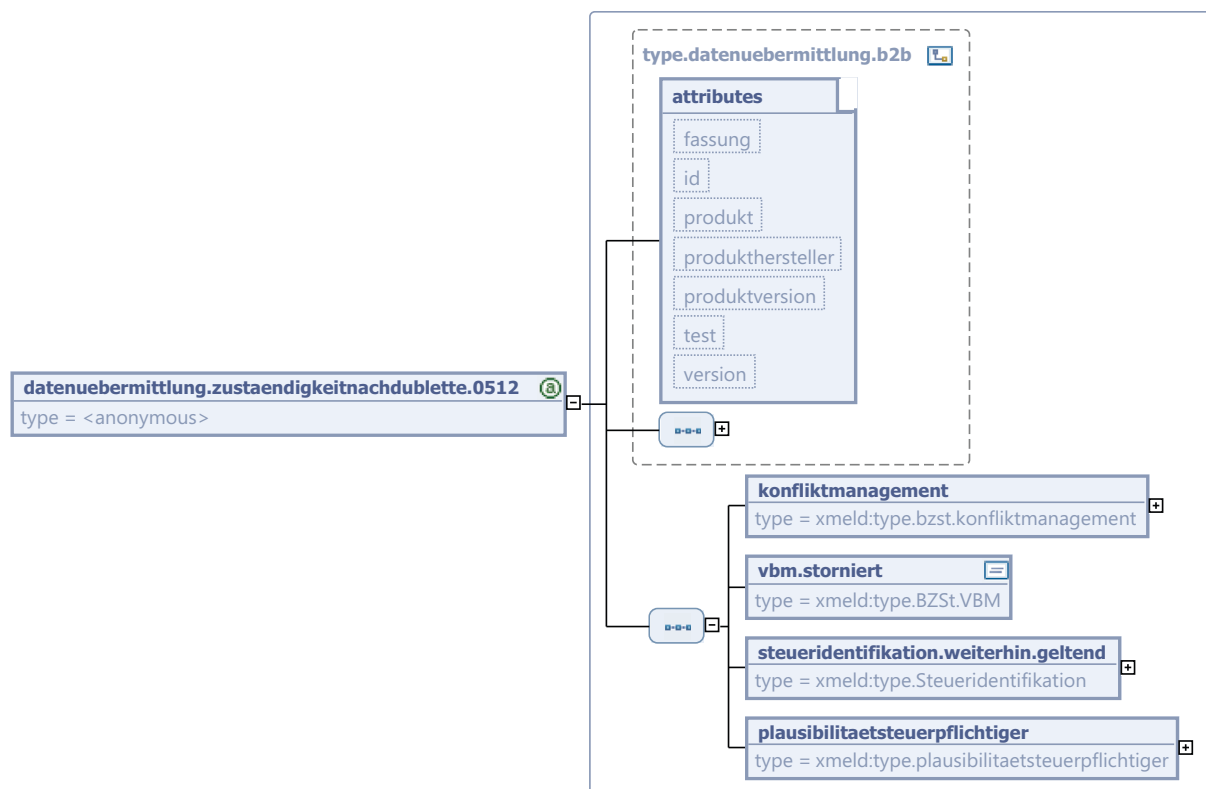 type.datenuebermittlung.b2b
attributes
fassung
id
produkt
produkthersteller
produktversion
test
version
datenuebermittlung.zustaendigkeitnachdublette.0512
type = <anonymous>
konfliktmanagement
type = xmeld:type.bzst.konfliktmanagement
vbm.storniert
type = xmeld:type.BZSt.VBM
steueridentifikation.weiterhin.geltend
type = xmeld:type.Steueridentifikation
plausibilitaetsteuerpflichtiger
type = xmeld:type.plausibilitaetsteuerpflichtiger